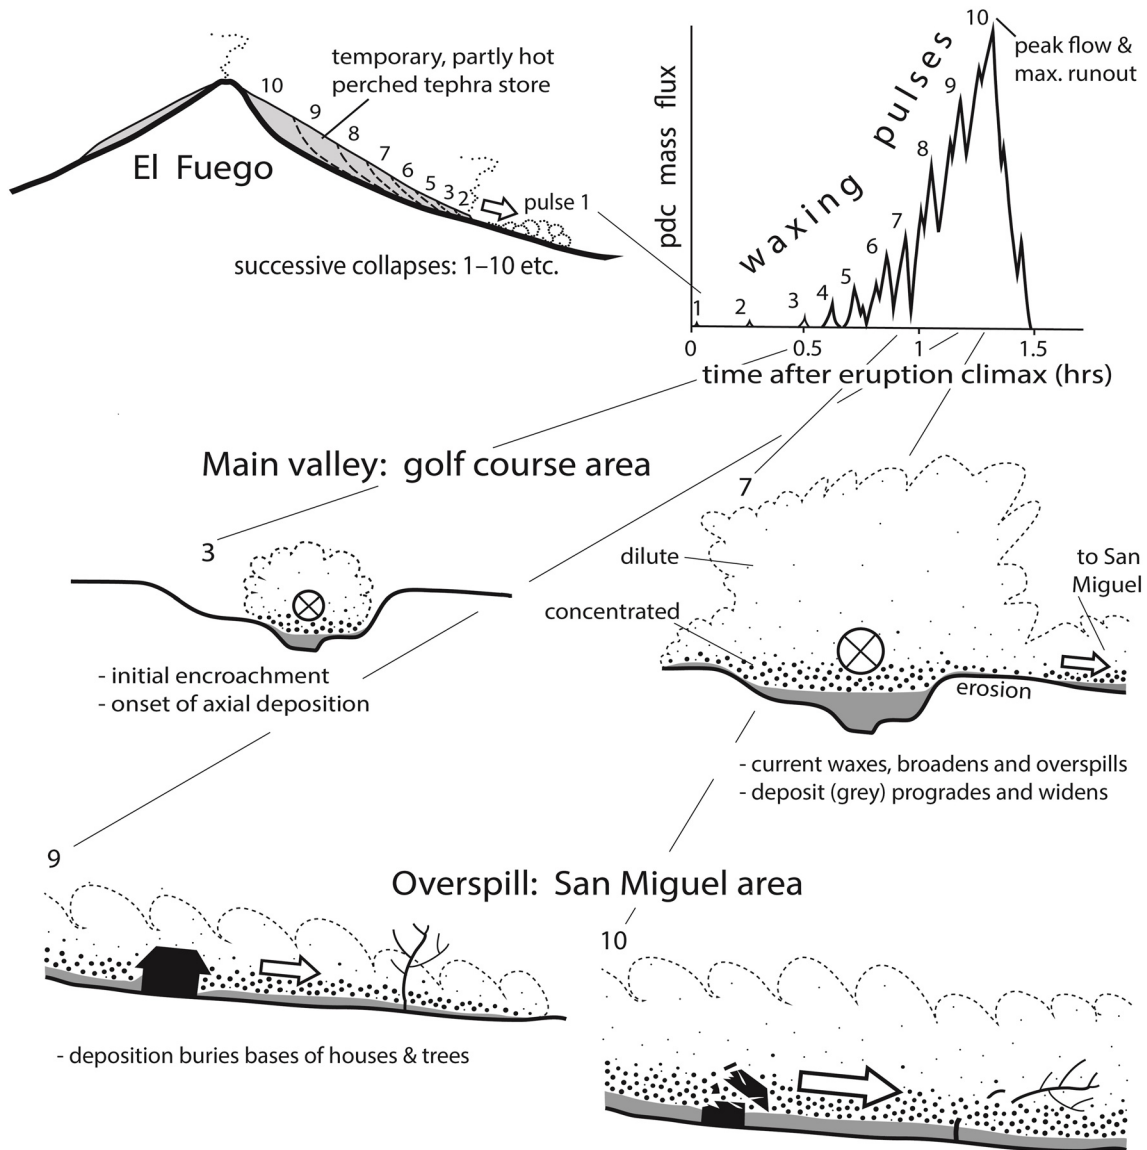 temporary, partly hot
perched tephra store
10
9
8
7
6
5
3
2
El Fuego
pulse 1
successive collapses: 1–10 etc.
pdc mass flux
waxing pulses
1
2
3
4
5
6
7
8
9
10
peak flow &
max. runout
0
0.5
1
1.5
time after eruption climax (hrs)
Main valley: golf course area
3
- initial encroachment
- onset of axial deposition
7
dilute
concentrated
to San
Miguel
erosion
- current waxes, broadens and overspills
- deposit (grey) progrades and widens
Overspill: San Miguel area
9
- deposition buries bases of houses & trees
10